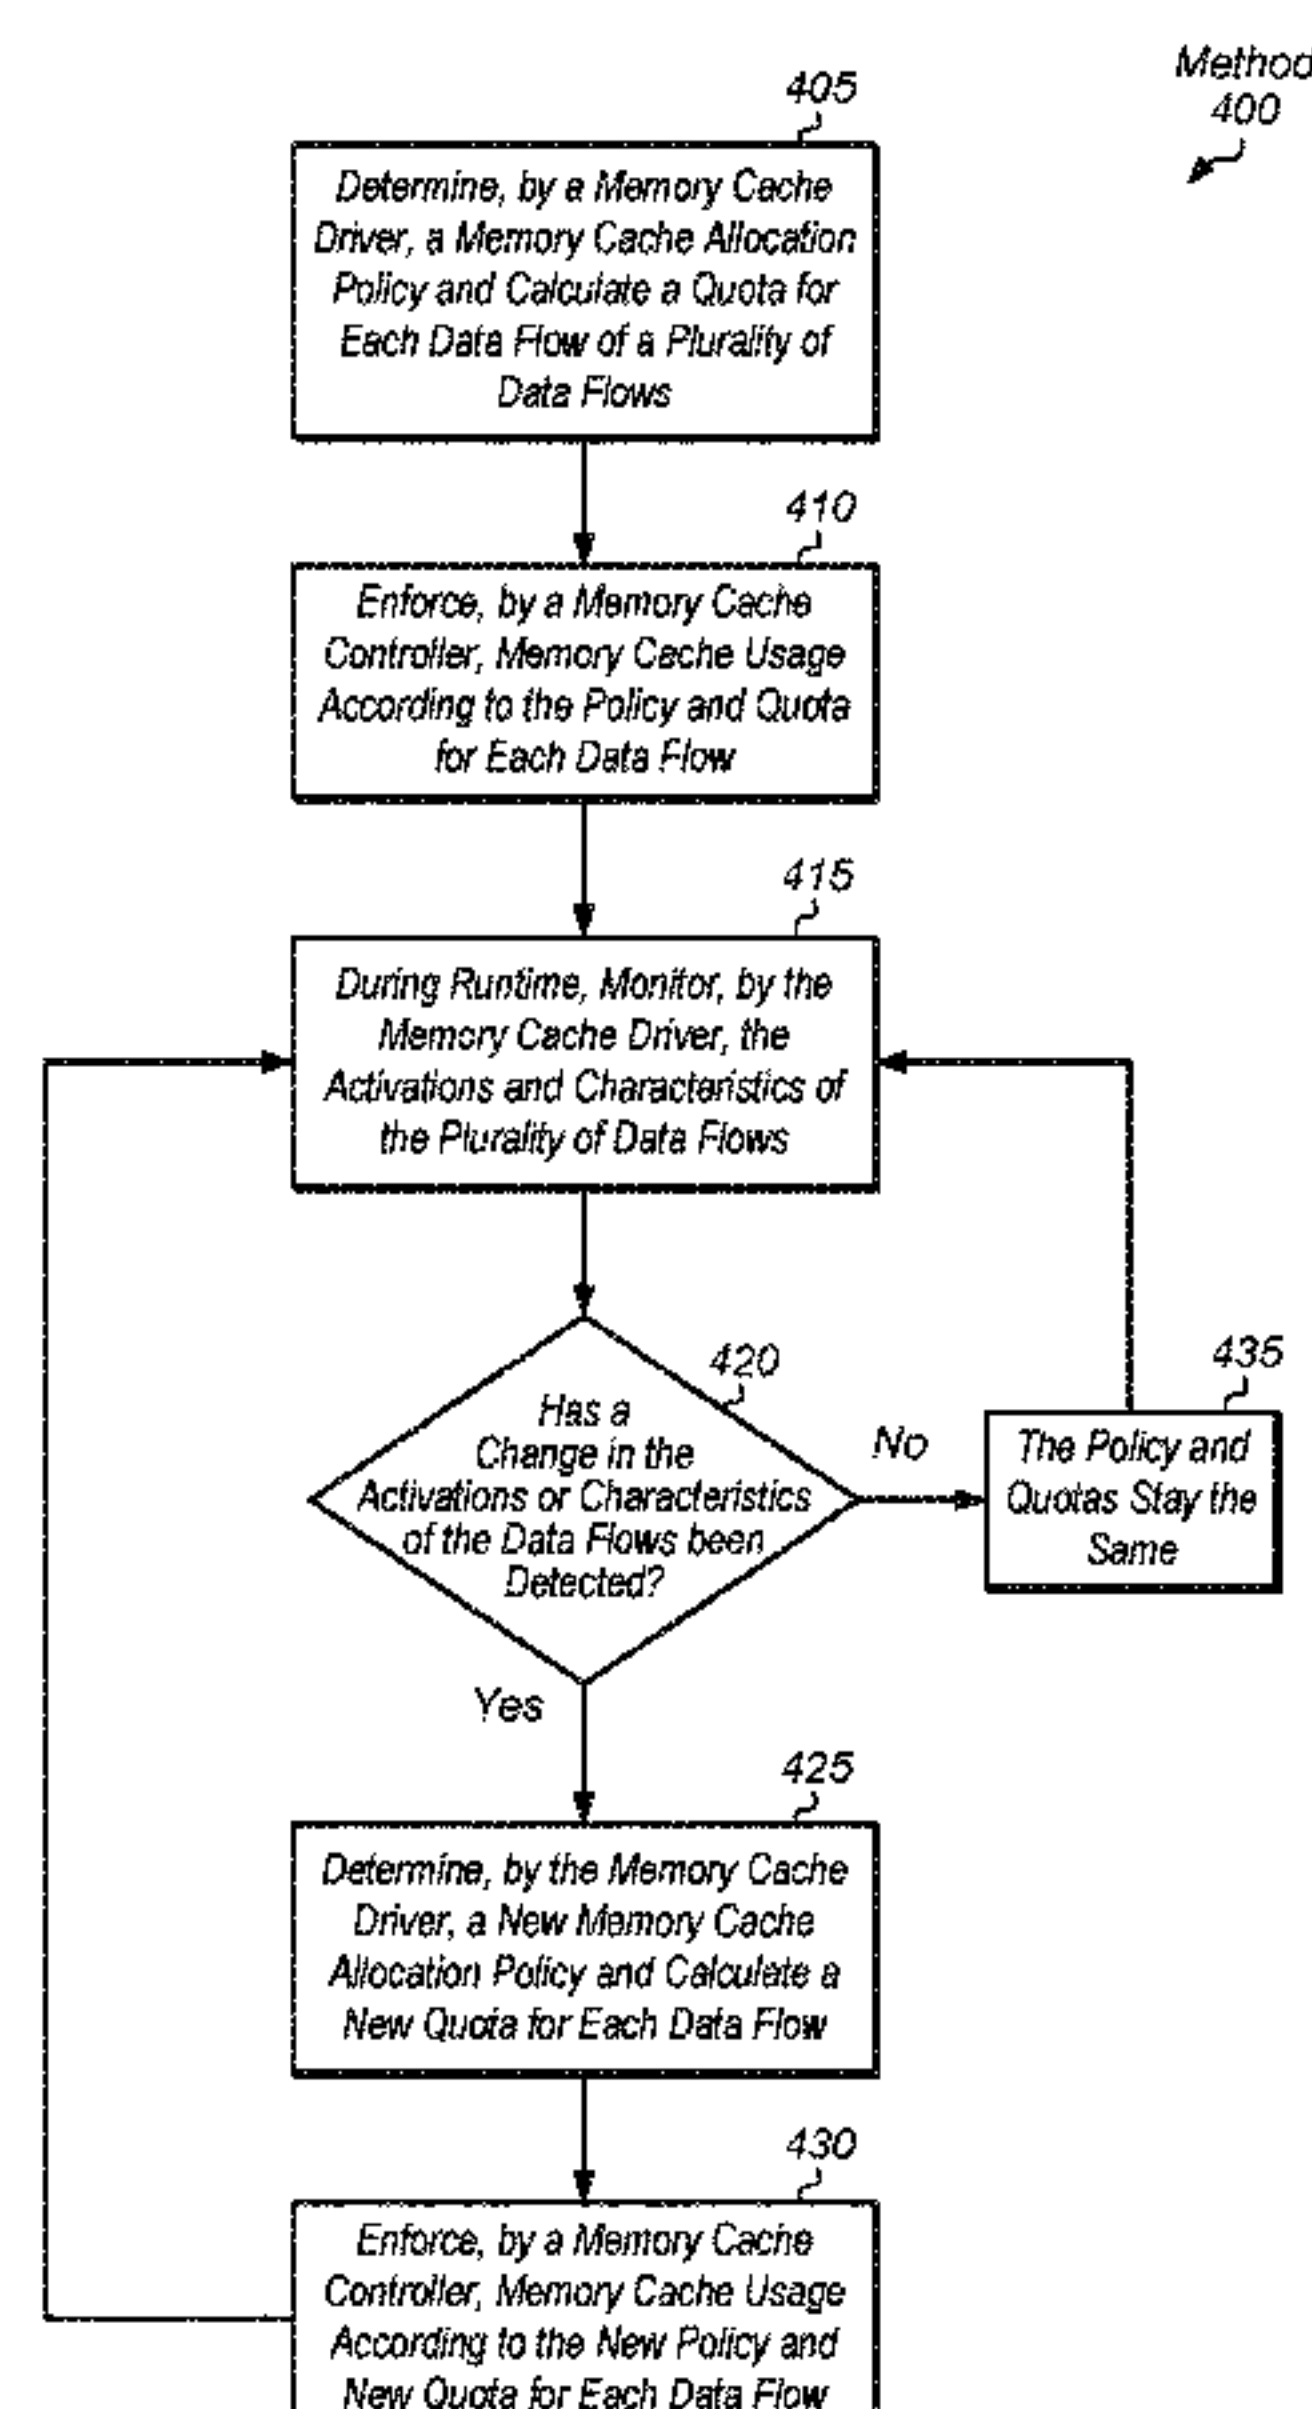 Method
400
405
Determine, by a Memory Cache
Driver, a Memory Cache Allocation
Policy and Calculate a Quota for
Each Data Flow of a Plurality of
Data Flows
410
Enforce, by a Memory Cache
Controller, Memory Cache Usage
According to the Policy and Quota
for Each Data Flow
415
During Runtime, Monitor, by the
Memory Cache Driver, the
Activations and Characteristics of
the Plurality of Data Flows
420
Has a
Change in the
Activations or Characteristics
of the Data Flows been
Detected?
No
435
The Policy and
Quotas Stay the
Same
Yes
425
Determine, by the Memory Cache
Driver, a New Memory Cache
Allocation Policy and Calculate a
New Quota for Each Data Flow
430
Enforce, by a Memory Cache
Controller, Memory Cache Usage
According to the New Policy and
New Quota for Each Data Flow